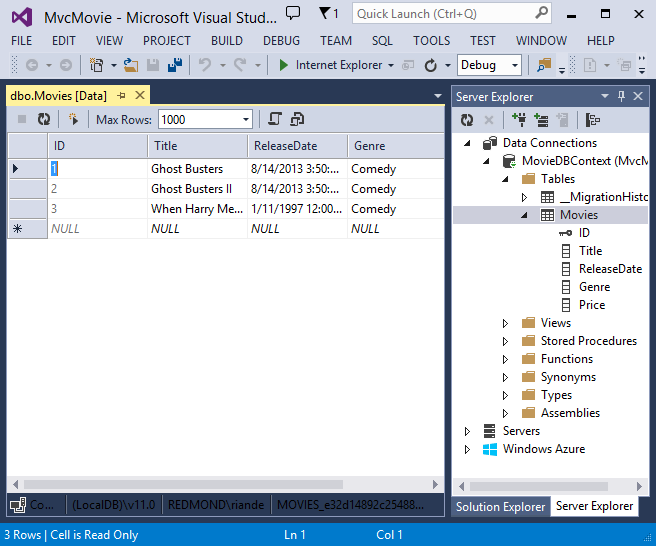 MvcMovie - Microsoft Visual Stud...
1
Quick Launch (Ctrl+Q)
FILE EDIT VIEW PROJECT BUILD DEBUG TEAM SQL TOOLS TEST WINDOW HELP
Internet Explorer Debug
dbo.Movies [Data]
Max Rows: 1000
ID Title ReleaseDate Genre
1 Ghost Busters 8/14/2013 3:50:... Comedy
2 Ghost Busters II 8/14/2013 3:50:... Comedy
3 When Harry Me... 1/11/1997 12:00... Comedy
NULL NULL NULL NULL
(LocalDB)\v11.0 REDMOND\riande MOVIES_e32d14892c25488...
Co...
Server Explorer
Data Connections
MovieDBContext (MvcM
Tables
__MigrationHisto
Movies
ID
Title
ReleaseDate
Genre
Price
Views
Stored Procedures
Functions
Synonyms
Types
Assemblies
Servers
Windows Azure
Solution Explorer Server Explorer
3 Rows | Cell is Read Only Ln 1 Col 1